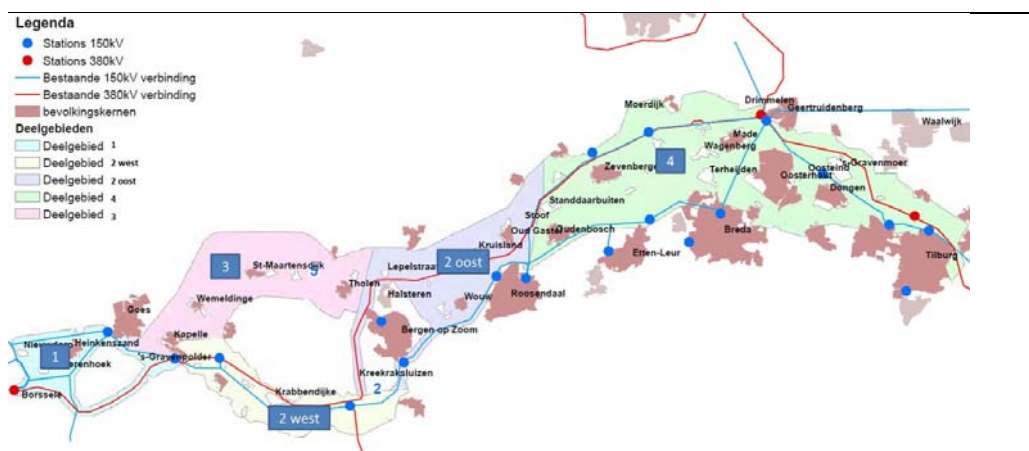 Legenda
Stations 150kV
Stations 380kV
Bestaande 150kV verbinding
Bestaande 380kV verbinding
bevolkingskernen
Deelgebieden
Deelgebied 1
Deelgebied 2 west
Deelgebied 2 oost
Deelgebied 4
Deelgebied 3
Drimmelen
Geertruidenberg
Moerdijk
Waalwijk
Made
Wagenberg
4
Zevenberge
Terheijden
Oosteind
's-Gravenmoer
Oosterhout
Dongen
Standdaarbuiten
Stoof
Oud Gastel
Oudenbosch
Breda
Kruisland
Etten-Leur
Tilburg
2 oost
Lepelstraat
3
St-Maartensdijk
Tholen
Halsteren
Wouw
Roosendaal
Wemeldinge
Goes
Bergen op Zoom
Kapelle
Heinkenszand
1
erenhoek
's-Gravenpolder
Kreekraksluizen
2
Krabbendijke
Borssele
2 west